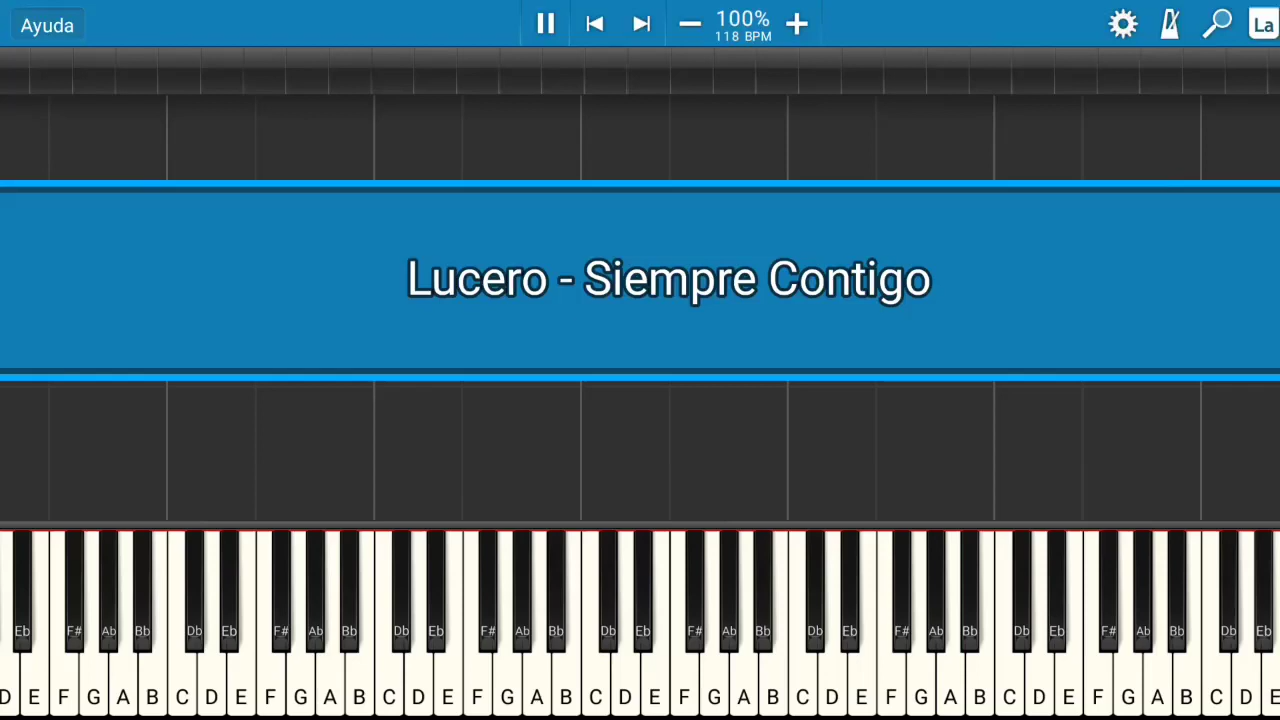 Ayuda
100%
118 BPM
La
Lucero - Siempre Contigo
Eb F# Ab Bb Db Eb F# Ab Bb Db Eb F# Ab Bb Db Eb F# Ab Bb Db Eb F# Ab Bb Db Eb F# Ab Bb Db Eb
D E F G A B C D E F G A B C D E F G A B C D E F G A B C D E F G A B C D E F G A B C D E